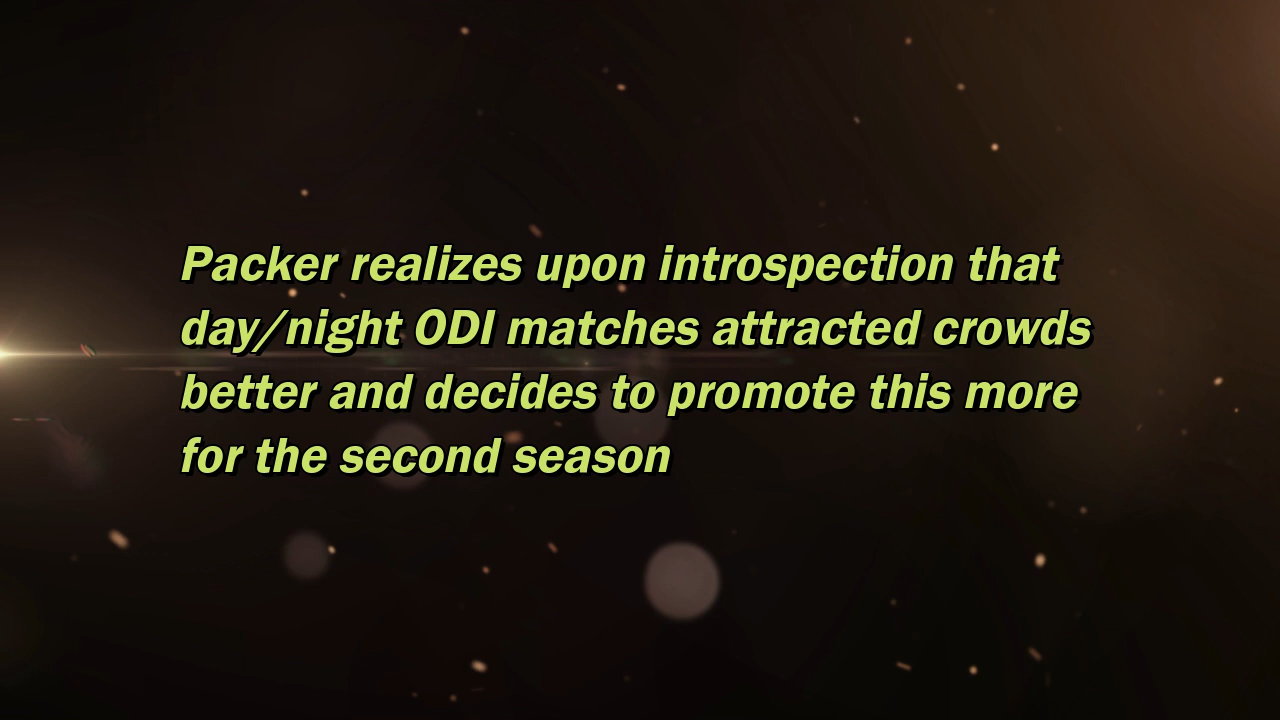 Packer realizes upon introspection that
day/night ODI matches attracted crowds
better and decides to promote this more
for the second season